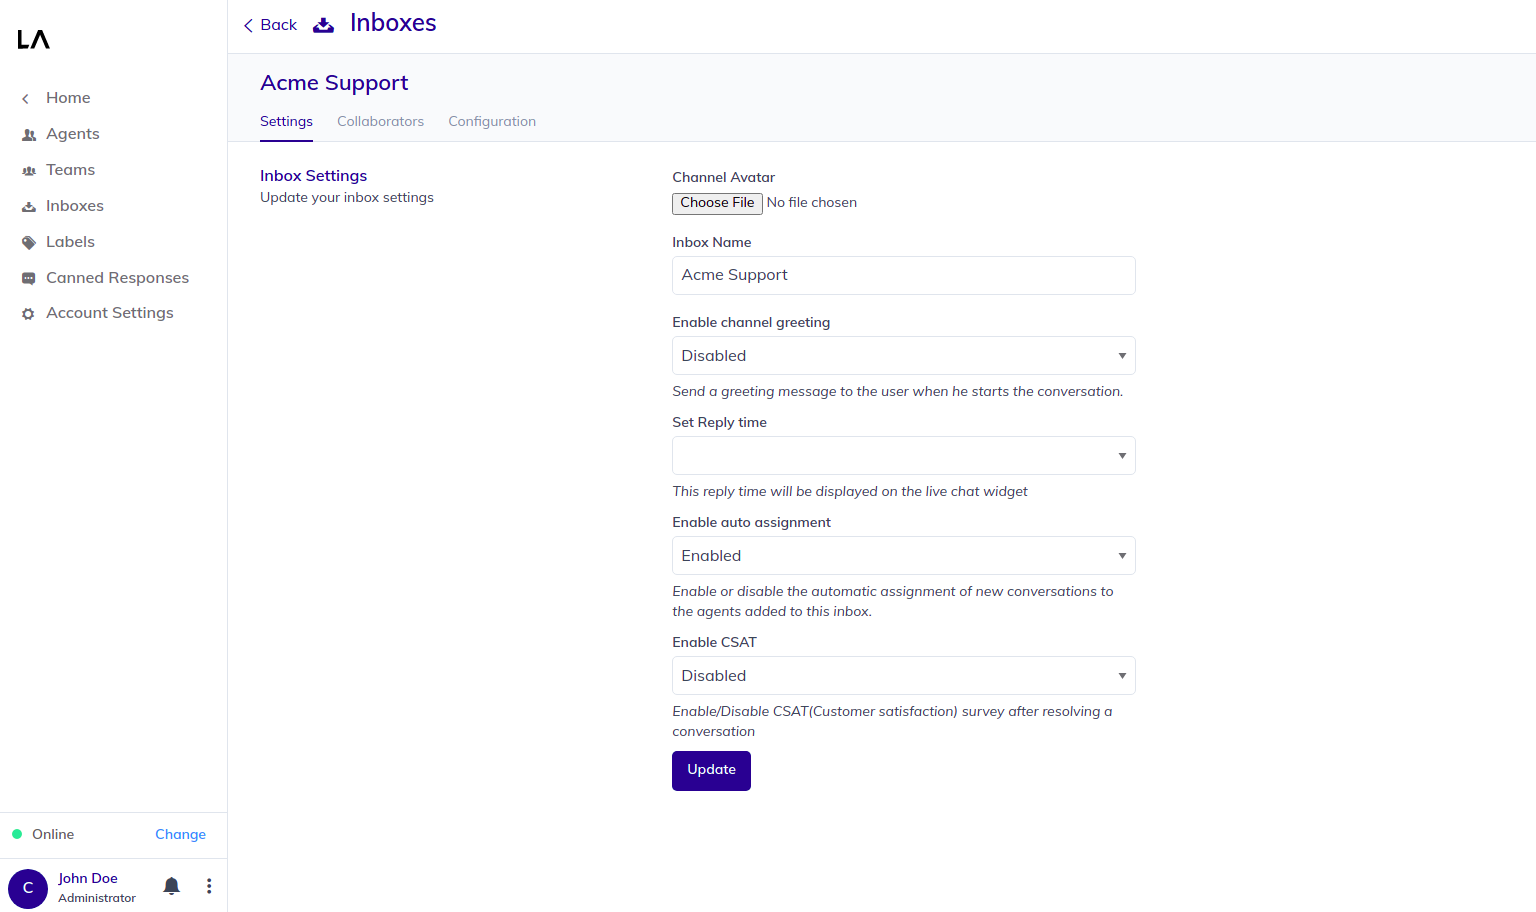 LA
Home
Agents
Teams
Inboxes
Labels
Canned Responses
Account Settings
Online
Change
C
John Doe
Administrator
Back
Inboxes
Acme Support
Settings
Collaborators
Configuration
Inbox Settings
Update your inbox settings
Channel Avatar
Choose File No file chosen
Inbox Name
Acme Support
Enable channel greeting
Disabled
Send a greeting message to the user when he starts the conversation.
Set Reply time
This reply time will be displayed on the live chat widget
Enable auto assignment
Enabled
Enable or disable the automatic assignment of new conversations to
the agents added to this inbox.
Enable CSAT
Disabled
Enable/Disable CSAT(Customer satisfaction) survey after resolving a
conversation
Update